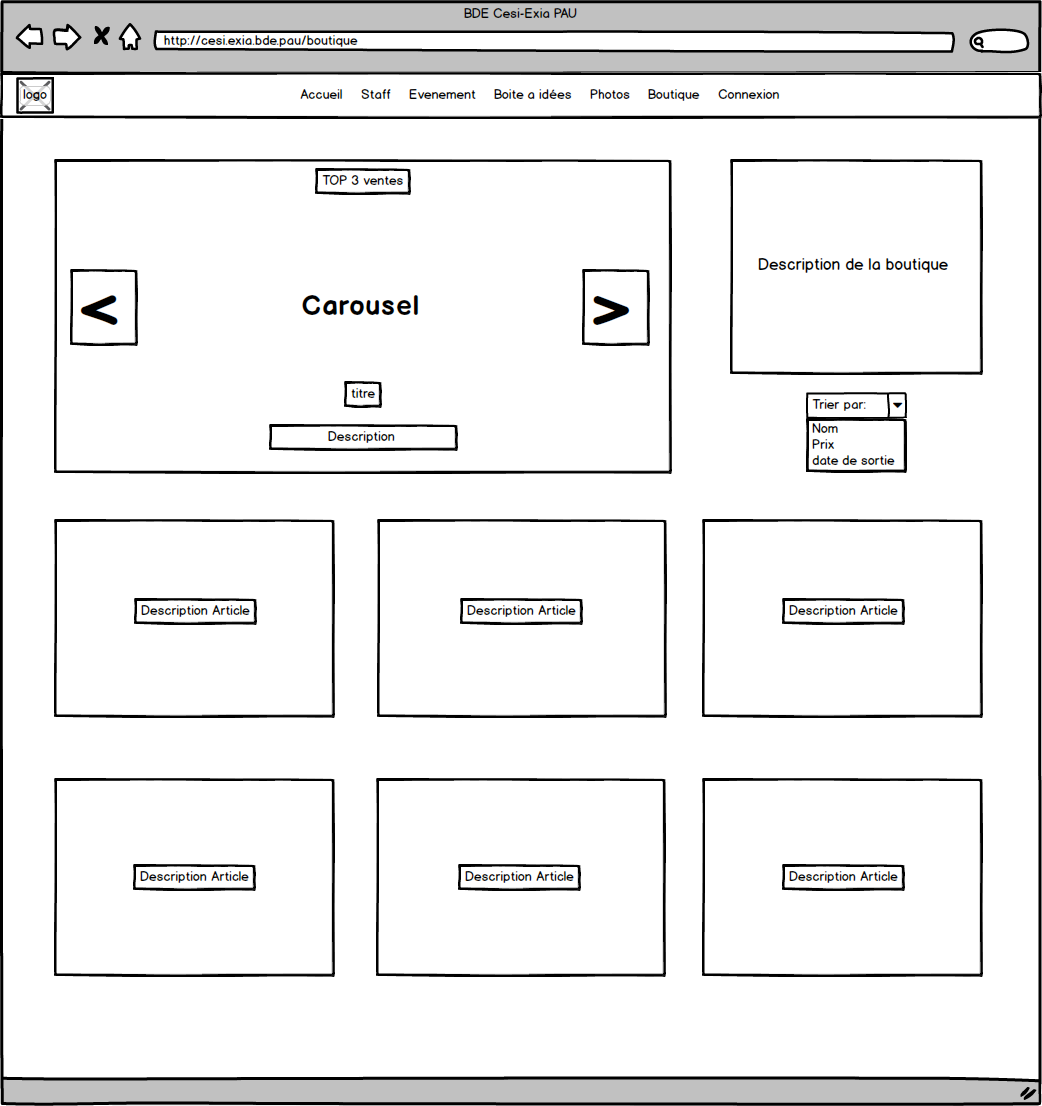 BDE Cesi-Exia PAU
http://cesi.exia.bde.pau/boutique
logo
Accueil Staff Evenement Boite a idées Photos Boutique Connexion
TOP 3 ventes
<
Carousel
>
titre
Description
Description de la boutique
Trier par:
Nom
Prix
date de sortie
Description Article Description Article Description Article
Description Article Description Article Description Article